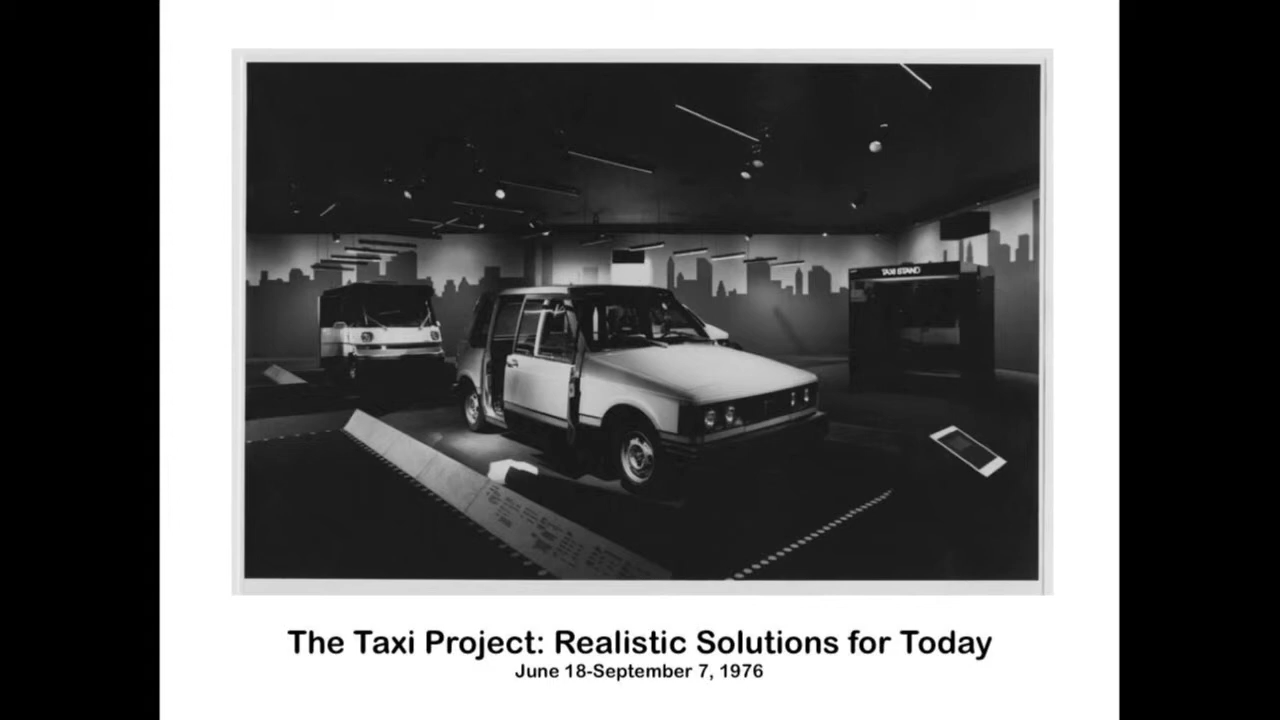 TAXI STAND
The Taxi Project: Realistic Solutions for Today
June 18-September 7, 1976